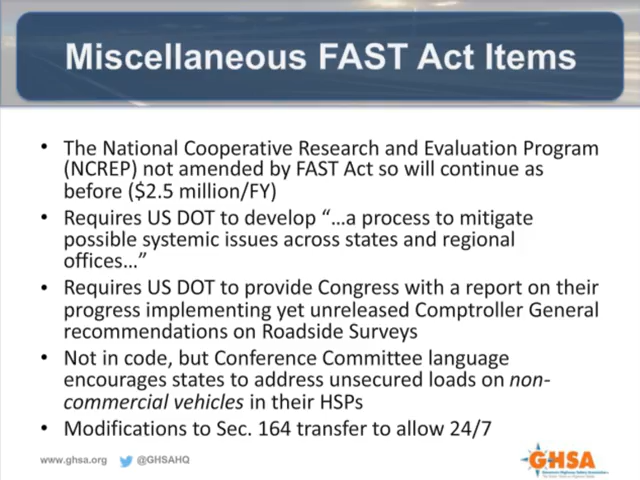 Miscellaneous FAST Act Items
• The National Cooperative Research and Evaluation Program
(NCREP) not amended by FAST Act so will continue as
before ($2.5 million/FY)
• Requires US DOT to develop “…a process to mitigate
possible systemic issues across states and regional
offices…”
• Requires US DOT to provide Congress with a report on their
progress implementing yet unreleased Comptroller General
recommendations on Roadside Surveys
• Not in code, but Conference Committee language
encourages states to address unsecured loads on non-
commercial vehicles in their HSPs
• Modifications to Sec. 164 transfer to allow 24/7
www.ghsa.org @GHSAHQ
GHSA